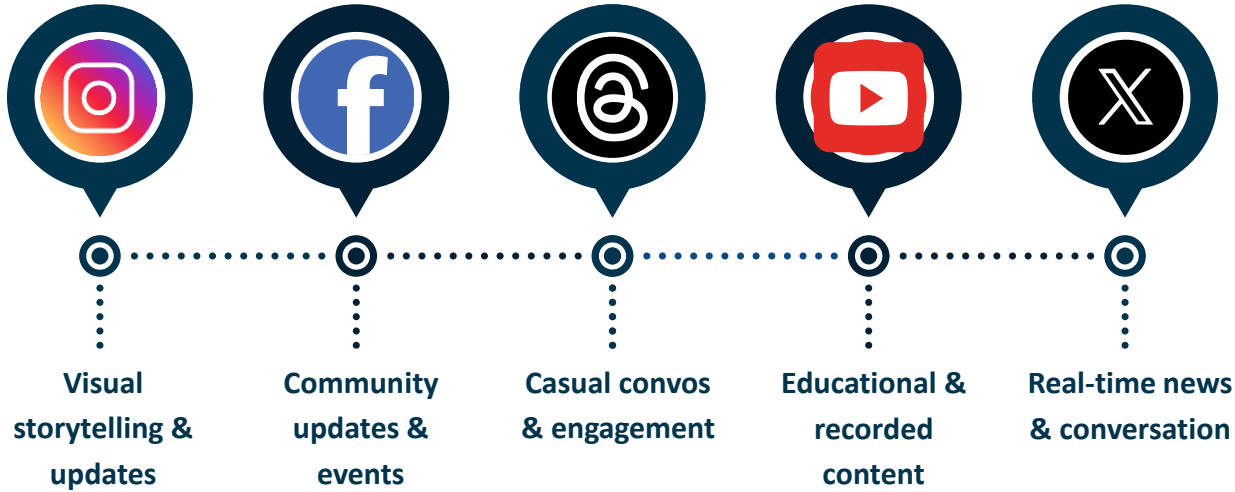 Visual
storytelling &
updates
Community
updates &
events
Casual convos
& engagement
Educational &
recorded
content
Real-time news
& conversation